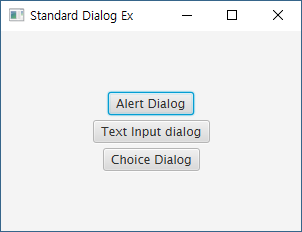 Standard Dialog Ex
Alert Dialog
Text Input dialog
Choice Dialog